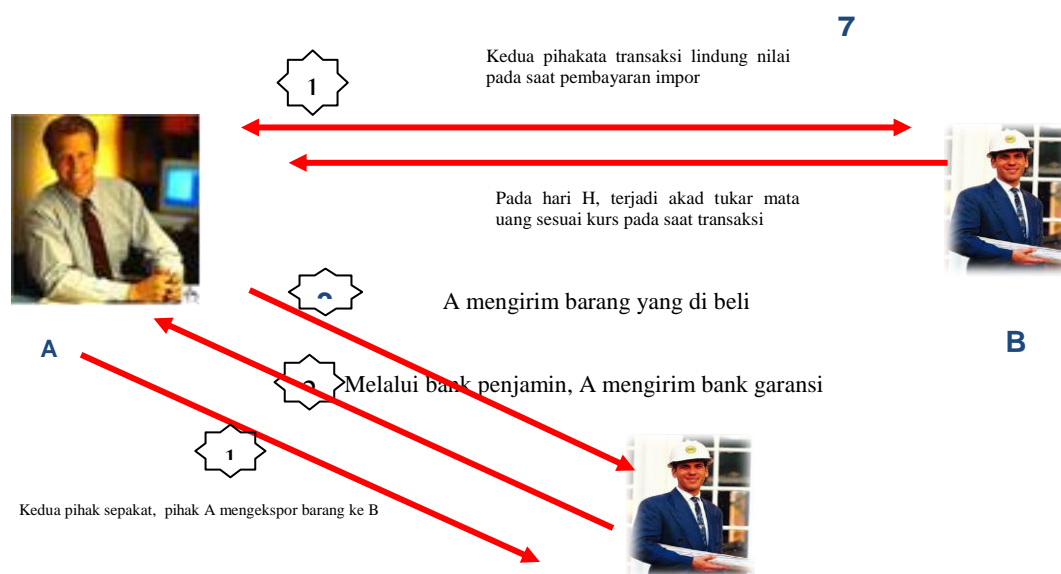 7
Kedua pihakata transaksi lindung nilai
pada saat pembayaran impor
1
Pada hari H, terjadi akad tukar mata
uang sesuai kurs pada saat transaksi
A mengirim barang yang di beli
A
B
Melalui bank penjamin, A mengirim bank garansi
1
Kedua pihak sepakat, pihak A mengekspor barang ke B